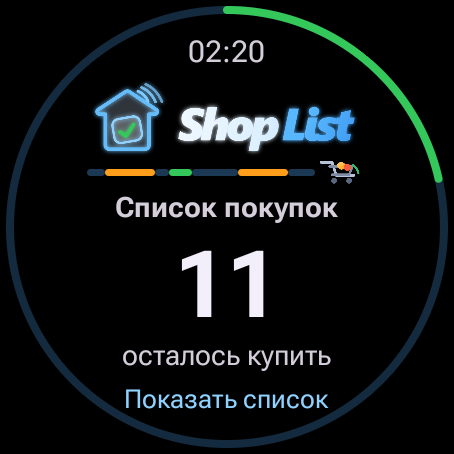 02:20
Shop List
Список покупок
11
осталось купить
Показать список